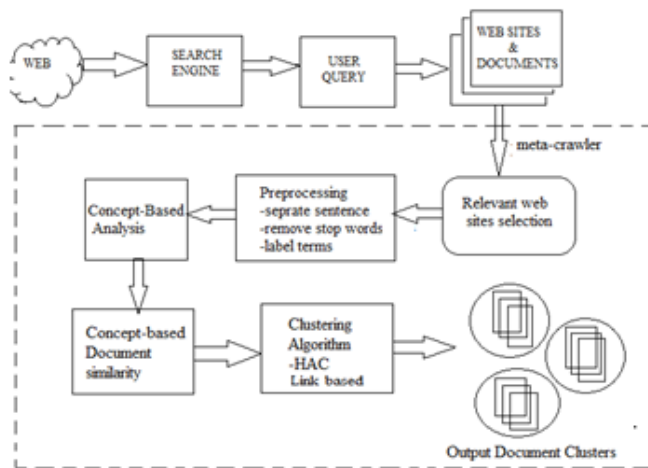 WEB
SEARCH
ENGINE
USER
QUERY
WEB SITES
&
DOCUMENTS
meta-crawler
Relevant web
sites selection
Preprocessing
-seprate sentence
-remove stop words
-label terms
Concept-Based
Analysis
Concept-based
Document
similarity
Clustering
Algorithm
-HAC
Link based
Output Document Clusters